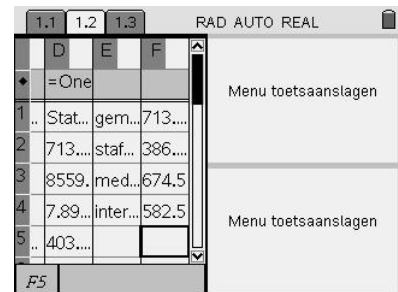 1.1 1.2 1.3 RAD AUTO REAL
D E F
=One
1 .. Stat... gem... 713....
2 713.... staf... 386....
3 8559. med... 674.5
4 7.89... inter... 582.5
5 .. 403....
F5
Menu toetsaanslagen
Menu toetsaanslagen